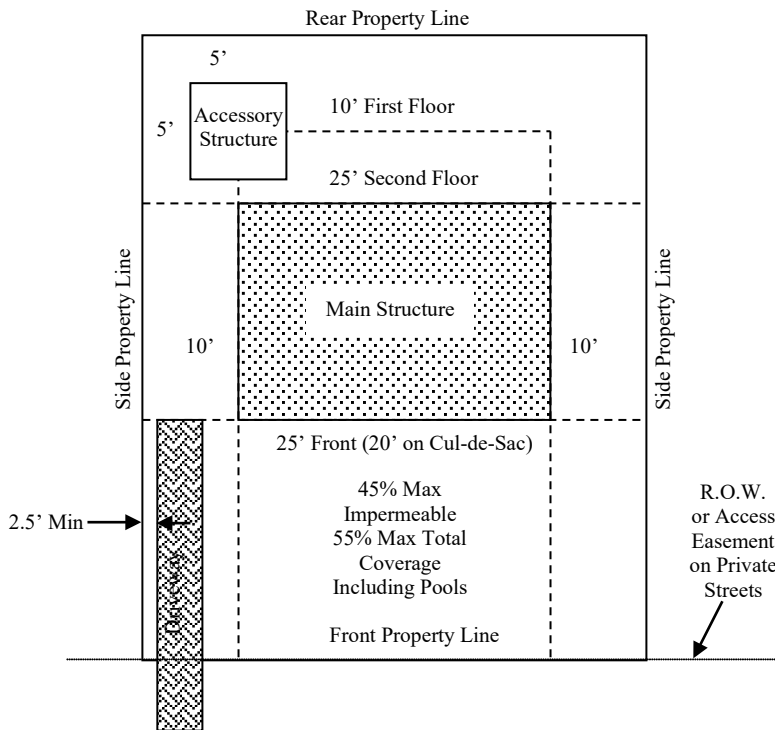 Rear Property Line
5’
Accessory
Structure
5’
10’ First Floor
25’ Second Floor
Side Property Line
Main Structure
10’
10’
Side Property Line
25’ Front (20’ on Cul-de-Sac)
45% Max
Impermeable
55% Max Total
Coverage
Including Pools
2.5’ Min
Driveway
R.O.W.
or Access
Easement
on Private
Streets
Front Property Line